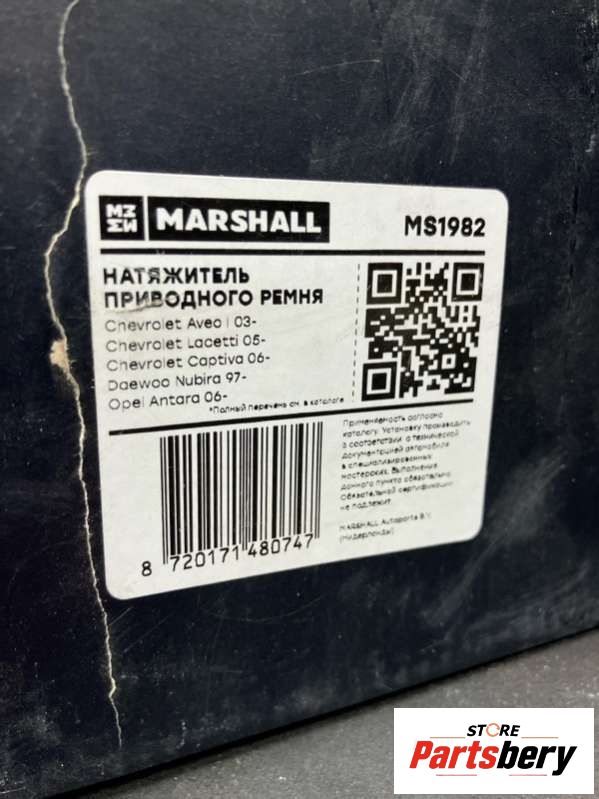 MARSHALL
MS1982
НАТЯЖИТЕЛЬ
ПРИВОДНОГО РЕМНЯ
Chevrolet Aveo I 03-
Chevrolet Lacetti 05-
Chevrolet Captiva 06-
Daewoo Nubira 97-
Opel Antara 06-
*Полный перечень см. в каталоге
Применяемость согласно
каталогу. Установку производить
в соответствии с технической
документацией автомобиля
в специализированных
мастерских. Выполнение
данного пункта обязательно.
Обязательной сертификации
не подлежит.
MARSHALL Autoparts B.V.
(Нидерланды)
8 720171 480747
STORE
Partsbery